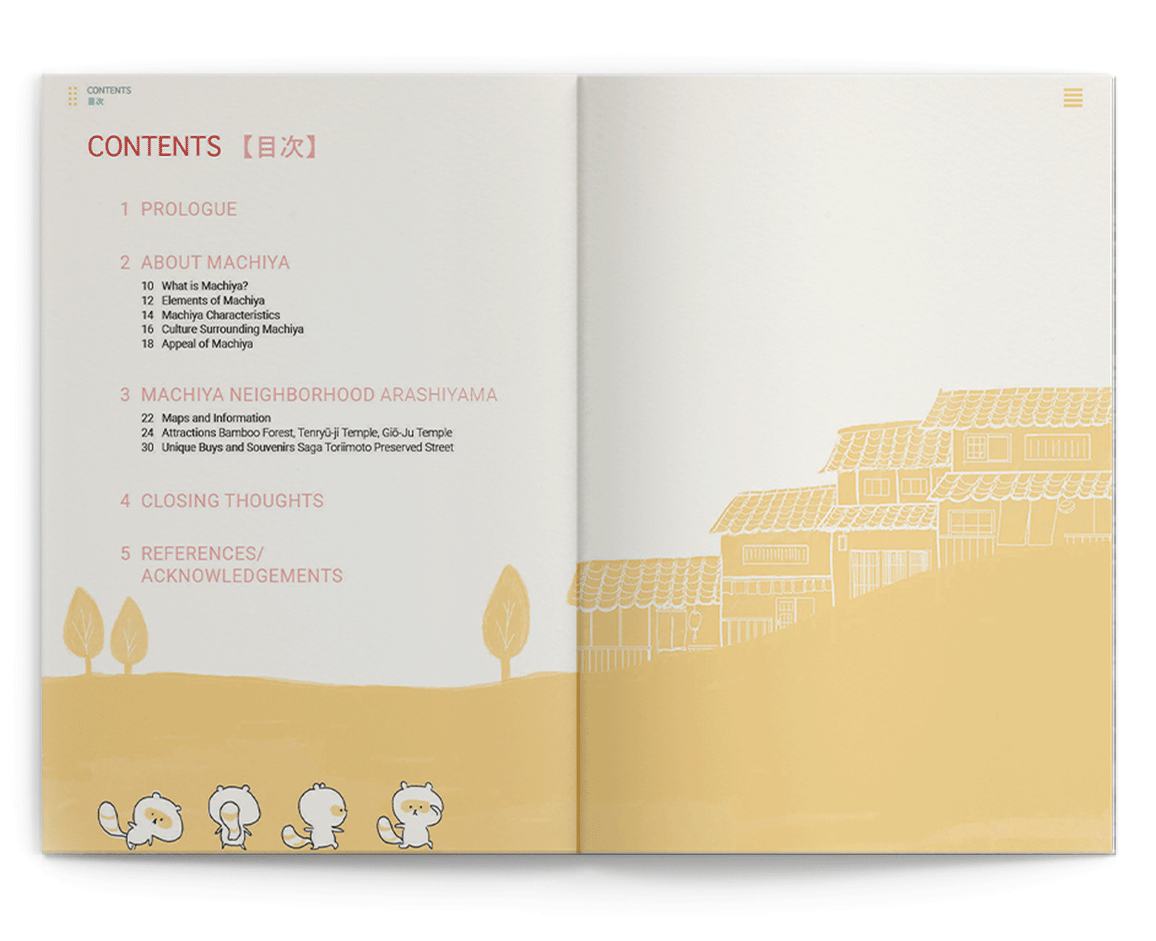 CONTENTS
目次
CONTENTS 【目次】
1 PROLOGUE
2 ABOUT MACHIYA
10 What is Machiya?
12 Elements of Machiya
14 Machiya Characteristics
16 Culture Surrounding Machiya
18 Appeal of Machiya
3 MACHIYA NEIGHBORHOOD ARASHIYAMA
22 Maps and Information
24 Attractions Bamboo Forest, Tenryū-ji Temple, Giō-Ju Temple
30 Unique Buys and Souvenirs Saga Toriimoto Preserved Street
4 CLOSING THOUGHTS
5 REFERENCES/
ACKNOWLEDGEMENTS